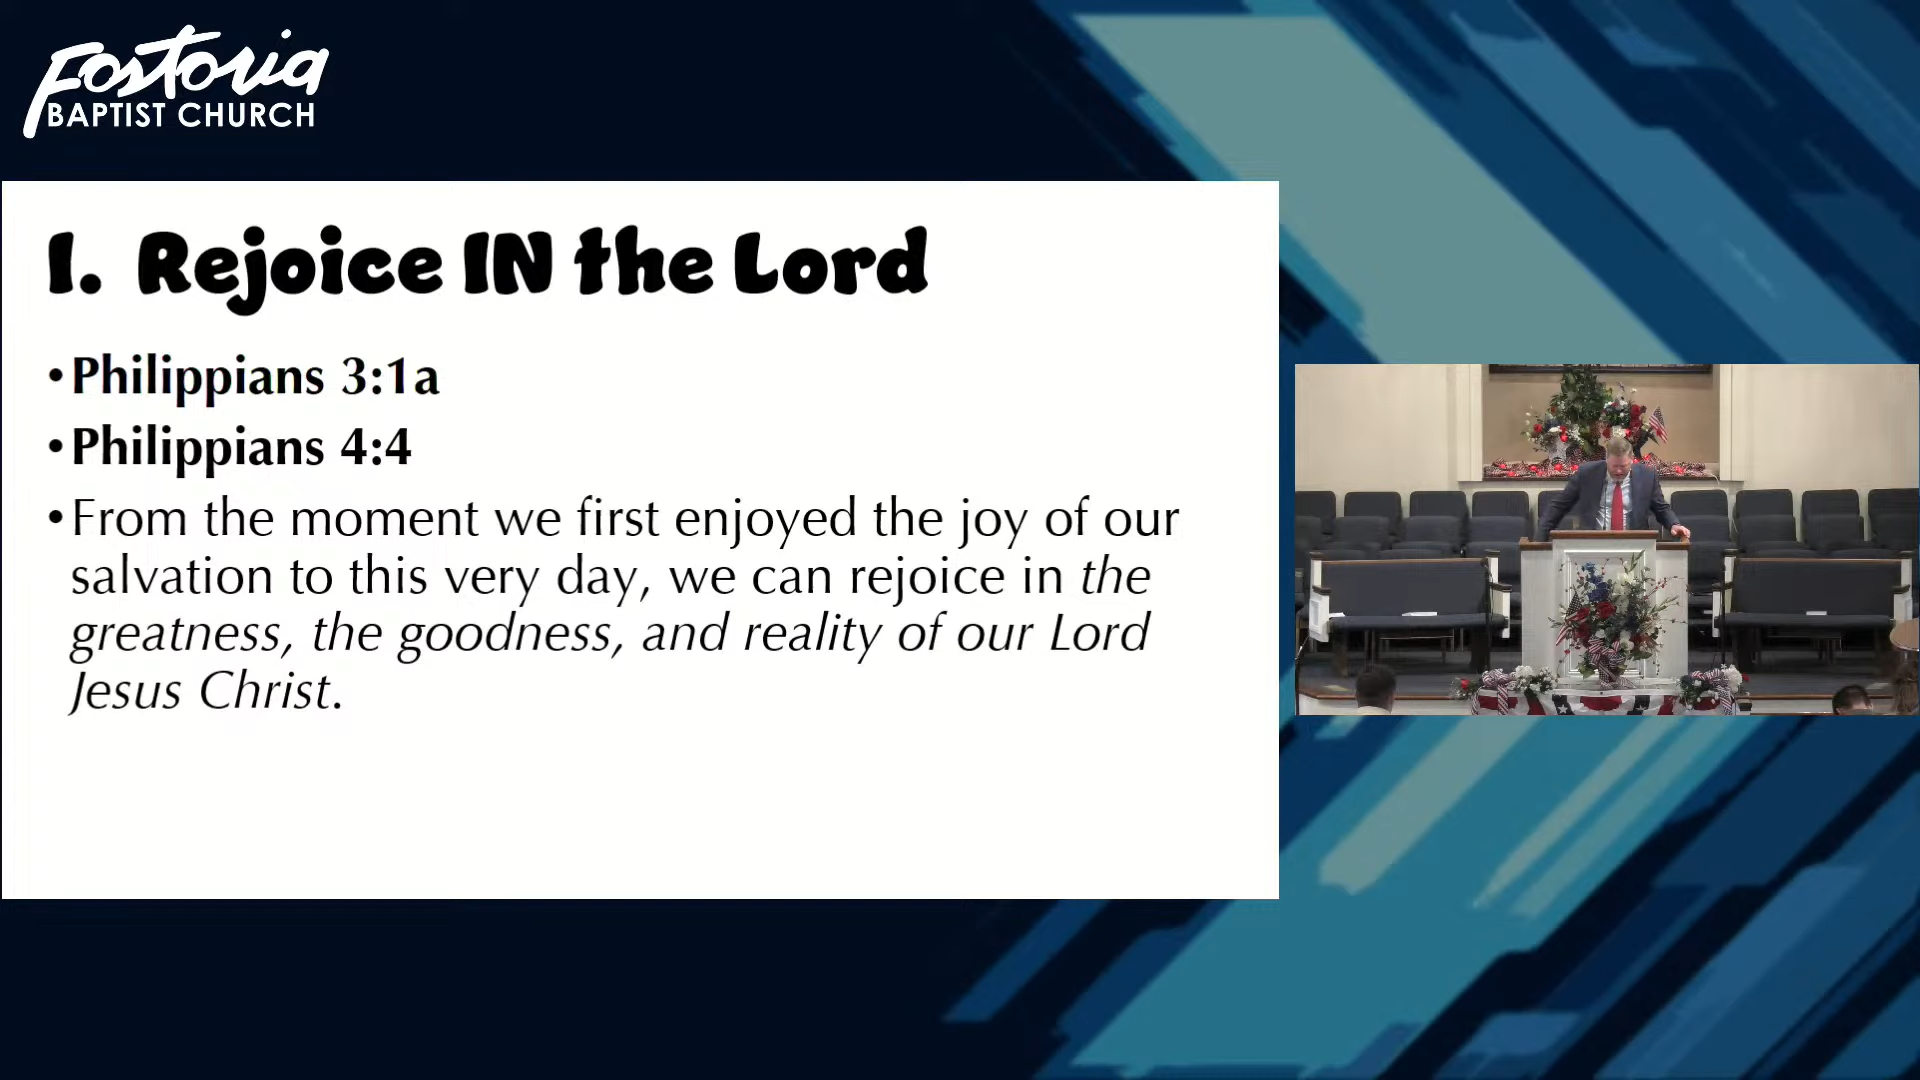 Fostoria
BAPTIST CHURCH
I. Rejoice IN the Lord
•Philippians 3:1a
•Philippians 4:4
•From the moment we first enjoyed the joy of our
salvation to this very day, we can rejoice in the
greatness, the goodness, and reality of our Lord
Jesus Christ.